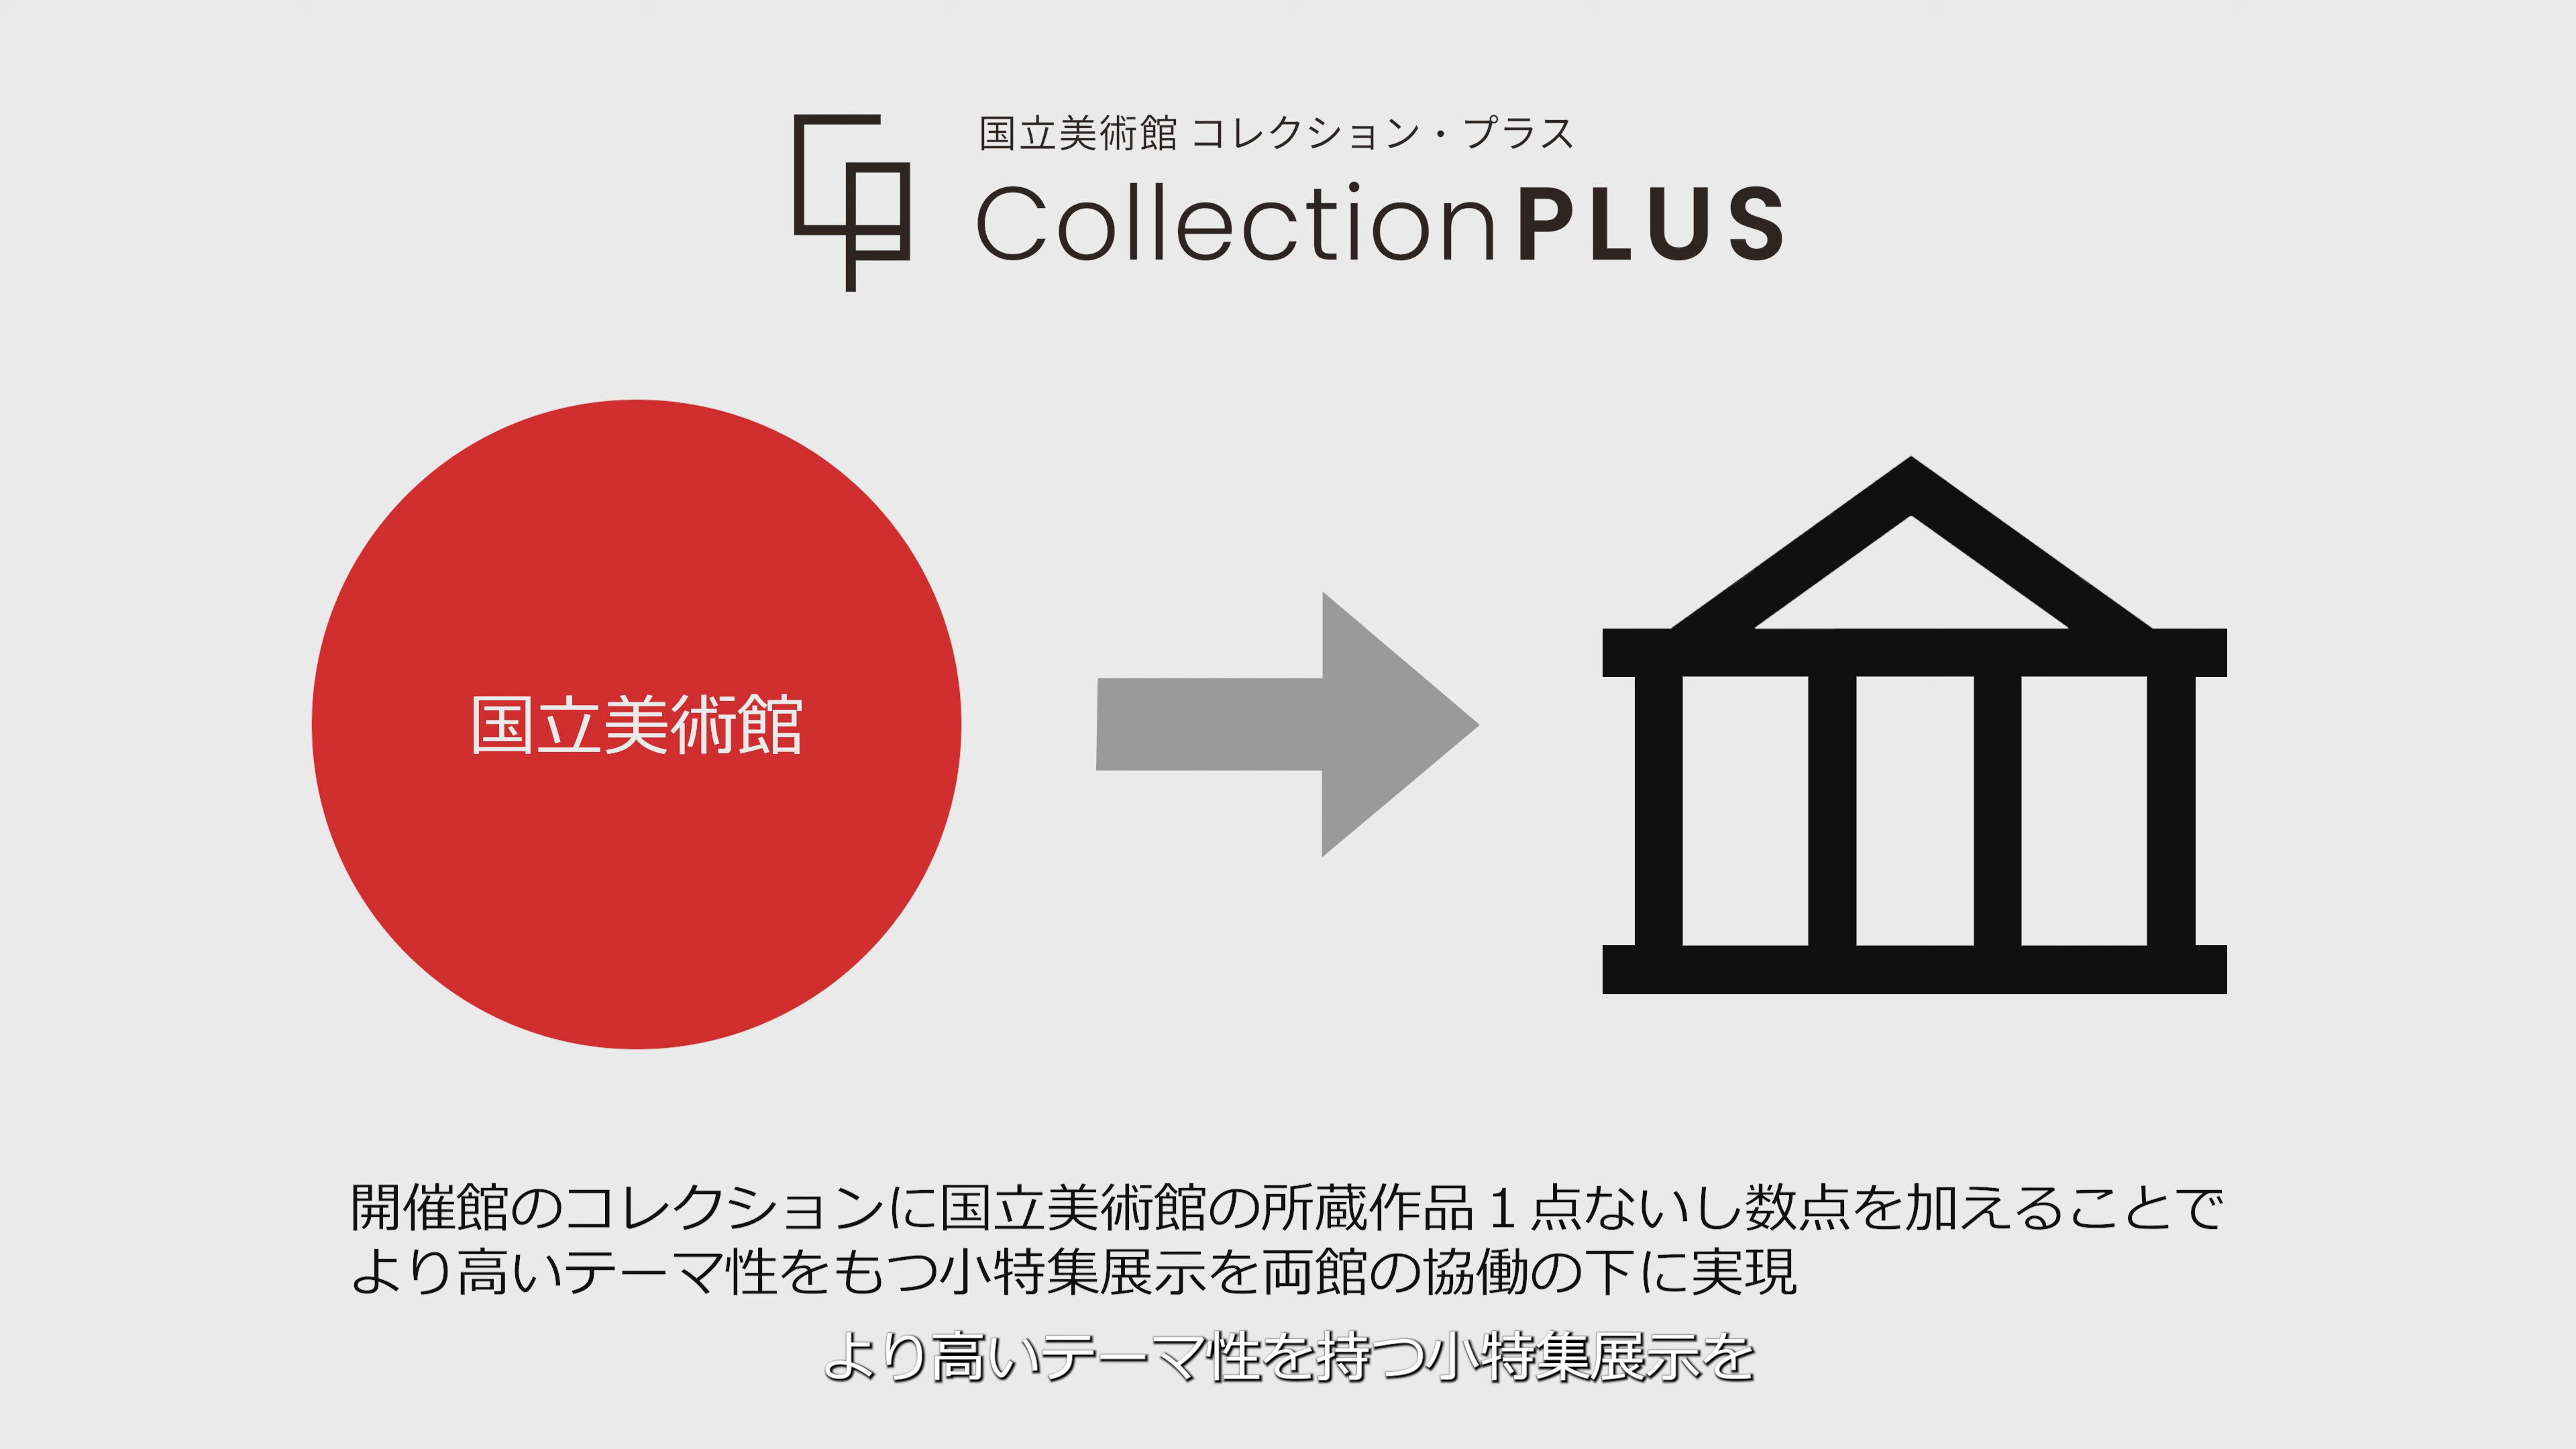 国立美術館 コレクション・プラス
Collection PLUS
国立美術館
開催館のコレクションに国立美術館の所蔵作品1点ないし数点を加えることで
より高いテーマ性をもつ小特集展示を両館の協働の下に実現
より高いテーマ性を持つ小特集展示を